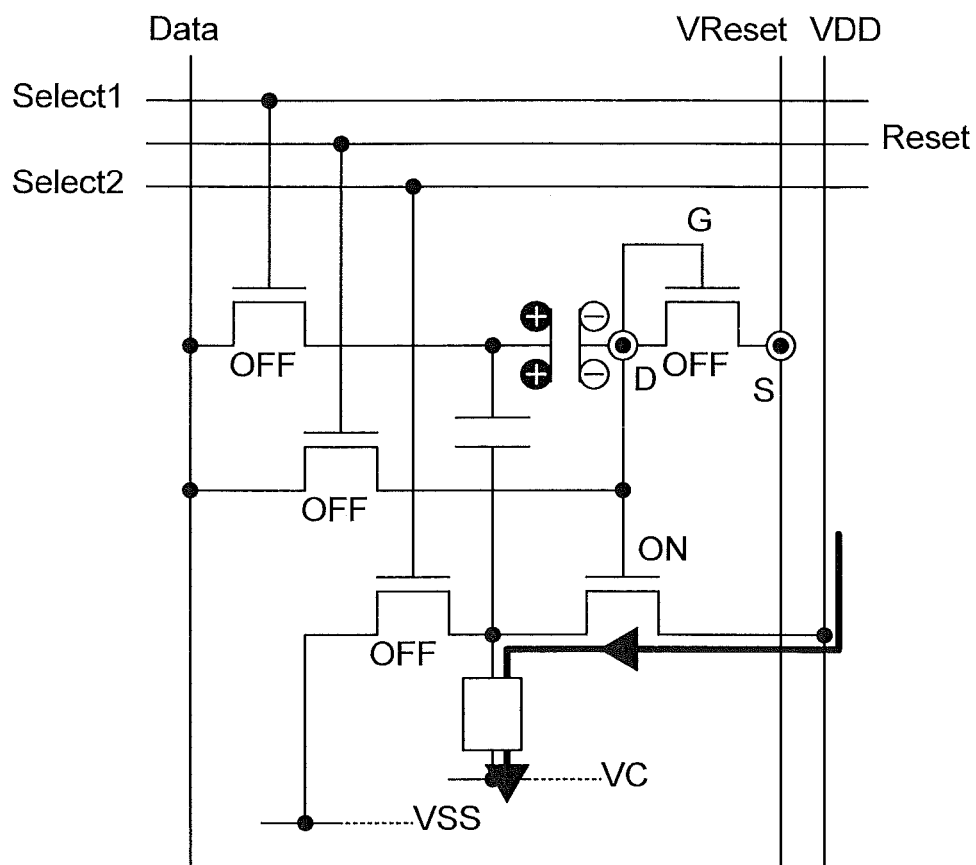 Data
VReset VDD
Select1
Reset
Select2
G
+ −
OFF
+ −
D
OFF
S
OFF
ON
OFF
VC
VSS